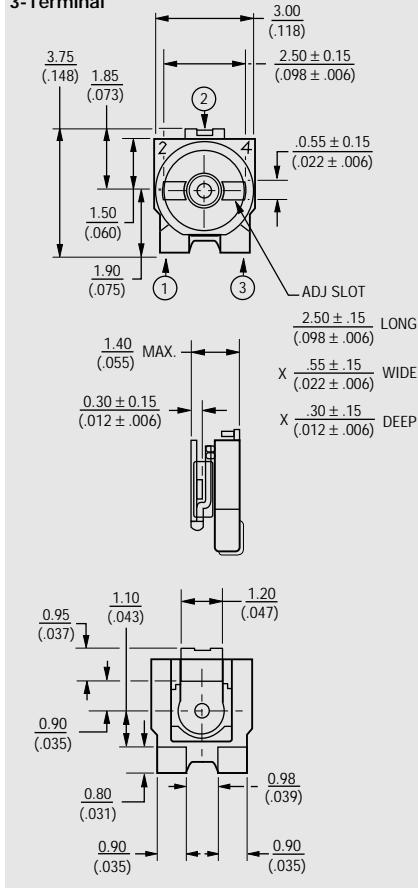 3-Terminal
3.00
(.118)
3.75
(.148)
1.85
(.073)
2.50 ± 0.15
(.098 ± .006)
2
2 4
.0.55 ± 0.15
(.022 ± .006)
1.50
(.060)
1.90
(.075)
1
3
ADJ SLOT
2.50 ± .15
(.098 ± .006)
LONG
X .55 ± .15
(.022 ± .006)
WIDE
X .30 ± .15
(.012 ± .006)
DEEP
1.40
(.055)
MAX.
0.30 ± 0.15
(.012 ± .006)
1.10
(.043)
1.20
(.047)
0.95
(.037)
0.90
(.035)
0.80
(.031)
0.98
(.039)
0.90
(.035)
0.90
(.035)